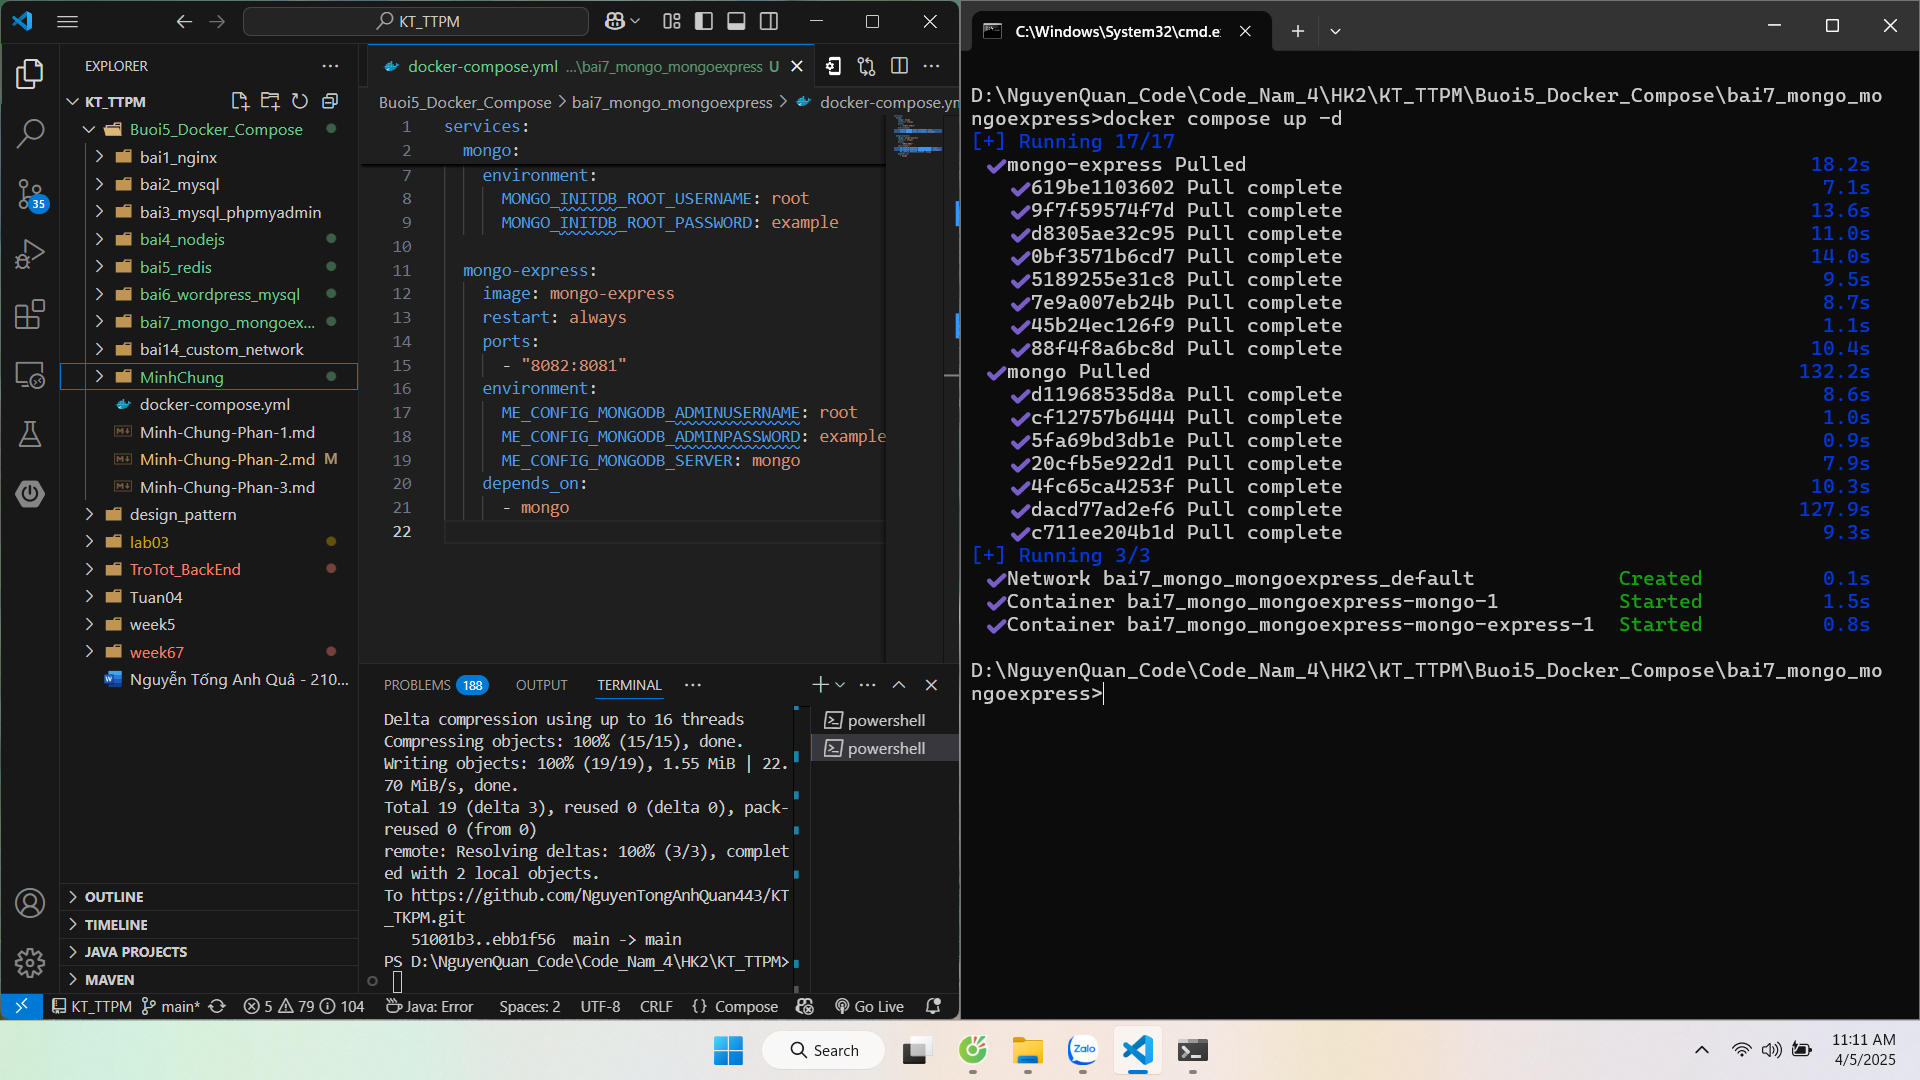 KT_TTPM
EXPLORER
KT_TTPM
Buoi5_Docker_Compose
bai1_nginx
bai2_mysql
bai3_mysql_phpmyadmin
bai4_nodejs
bai5_redis
bai6_wordpress_mysql
bai7_mongo_mongoex...
bai14_custom_network
MinhChung
docker-compose.yml
Minh-Chung-Phan-1.md
Minh-Chung-Phan-2.md M
Minh-Chung-Phan-3.md
design_pattern
lab03
TroTot_BackEnd
Tuan04
week5
week67
Nguyễn Tống Anh Quâ - 210...
OUTLINE
TIMELINE
JAVA PROJECTS
MAVEN
35
docker-compose.yml ...\bai7_mongo_mongoexpress U
Buoi5_Docker_Compose > bai7_mongo_mongoexpress > docker-compose.ym
1 services:
2 mongo:
7 environment:
8 MONGO_INITDB_ROOT_USERNAME: root
9 MONGO_INITDB_ROOT_PASSWORD: example
10
11 mongo-express:
12 image: mongo-express
13 restart: always
14 ports:
15 - "8082:8081"
16 environment:
17 ME_CONFIG_MONGODB_ADMINUSERNAME: root
18 ME_CONFIG_MONGODB_ADMINPASSWORD: example
19 ME_CONFIG_MONGODB_SERVER: mongo
20 depends_on:
21 - mongo
22
PROBLEMS 188 OUTPUT TERMINAL
powershell
powershell
Delta compression using up to 16 threads
Compressing objects: 100% (15/15), done.
Writing objects: 100% (19/19), 1.55 MiB | 22.
70 MiB/s, done.
Total 19 (delta 3), reused 0 (delta 0), pack-
reused 0 (from 0)
remote: Resolving deltas: 100% (3/3), complet
ed with 2 local objects.
To https://github.com/NguyenTongAnhQuan443/KT
_TKPM.git
51001b3..ebb1f56 main -> main
PS D:\NguyenQuan_Code\Code_Nam_4\HK2\KT_TTPM>
KT_TTPM main* 5 79 104 Java: Error Spaces: 2 UTF-8 CRLF {} Compose Go Live
C:\Windows\System32\cmd.e
D:\NguyenQuan_Code\Code_Nam_4\HK2\KT_TTPM\Buoi5_Docker_Compose\bai7_mongo_mo
ngoexpress>docker compose up -d
[+] Running 17/17
mongo-express Pulled 18.2s
619be1103602 Pull complete 7.1s
9f7f59574f7d Pull complete 13.6s
d8305ae32c95 Pull complete 11.0s
0bf3571b6cd7 Pull complete 14.0s
5189255e31c8 Pull complete 9.5s
7e9a007eb24b Pull complete 8.7s
45b24ec126f9 Pull complete 1.1s
88f4f8a6bc8d Pull complete 10.4s
mongo Pulled 132.2s
d11968535d8a Pull complete 8.6s
cf12757b6444 Pull complete 1.0s
5fa69bd3db1e Pull complete 0.9s
20cfb5e922d1 Pull complete 7.9s
4fc65ca4253f Pull complete 10.3s
dacd77ad2ef6 Pull complete 127.9s
c711ee204b1d Pull complete 9.3s
[+] Running 3/3
Network bai7_mongo_mongoexpress_default Created 0.1s
Container bai7_mongo_mongoexpress-mongo-1 Started 1.5s
Container bai7_mongo_mongoexpress-mongo-express-1 Started 0.8s
D:\NguyenQuan_Code\Code_Nam_4\HK2\KT_TTPM\Buoi5_Docker_Compose\bai7_mongo_mo
ngoexpress>
Search
Zalo
11:11 AM
4/5/2025